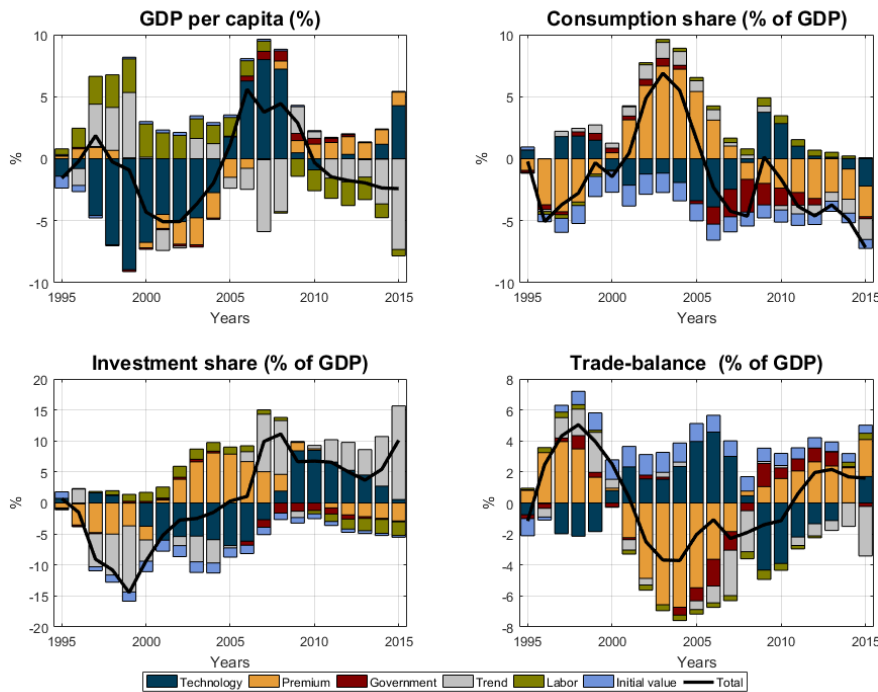 GDP per capita (%)
10
5
0
-5
-10
%
1995 2000 2005 2010 2015
Years
Consumption share (% of GDP)
10
5
0
-5
-10
%
1995 2000 2005 2010 2015
Years
Investment share (% of GDP)
20
15
10
5
0
-5
-10
-15
-20
%
1995 2000 2005 2010 2015
Years
Trade-balance (% of GDP)
8
6
4
2
0
-2
-4
-6
-8
%
1995 2000 2005 2010 2015
Years
Technology Premium Government Trend Labor Initial value Total